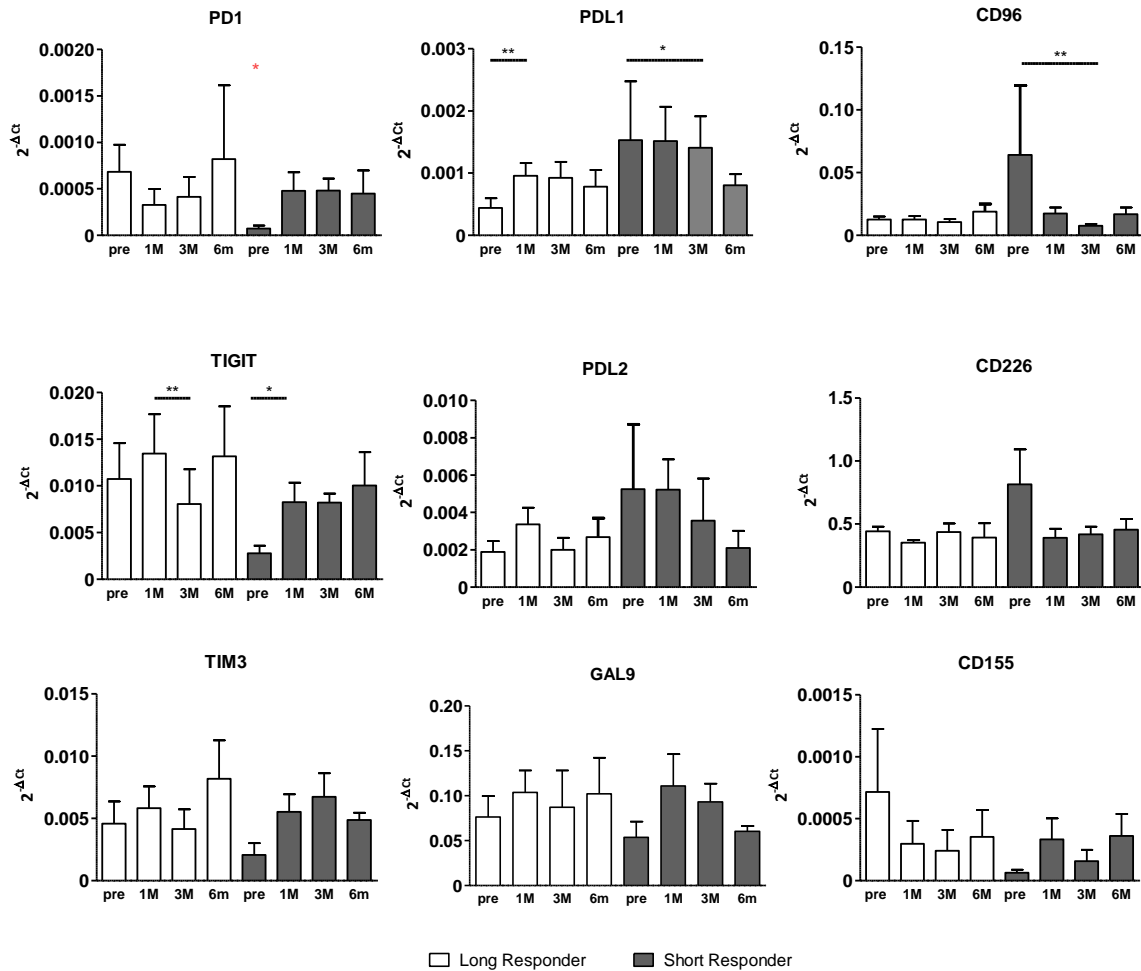 PD1
0.0020
0.0015
0.0010
0.0005
0
2^-ΔCt
*
pre 1M 3M 6m pre 1M 3M 6m
PDL1
0.003
0.002
0.001
0
2^-ΔCt
**
*
pre 1M 3M 6m pre 1M 3M 6m
CD96
0.15
0.10
0.05
0
2^-ΔCt
**
pre 1M 3M 6M Pre 1M 3M 6M
TIGIT
0.020
0.015
0.010
0.005
0
2^-ΔCt
**
*
pre 1M 3M 6M pre 1M 3M 6M
PDL2
0.010
0.008
0.006
0.004
0.002
0
2^-ΔCt
pre 1M 3M 6m pre 1M 3M 6m
CD226
1.5
1.0
0.5
0
2^-ΔCt
pre 1M 3M 6M Pre 1M 3M 6M
TIM3
0.015
0.010
0.005
0
2^-ΔCt
pre 1M 3M 6m pre 1M 3M 6m
GAL9
0.20
0.15
0.10
0.05
0
2^-ΔCt
pre 1M 3M 6M Pre 1M 3M 6M
CD155
0.0015
0.0010
0.0005
0
2^-ΔCt
pre 1M 3M 6M Pre 1M 3M 6M
Long Responder
Short Responder